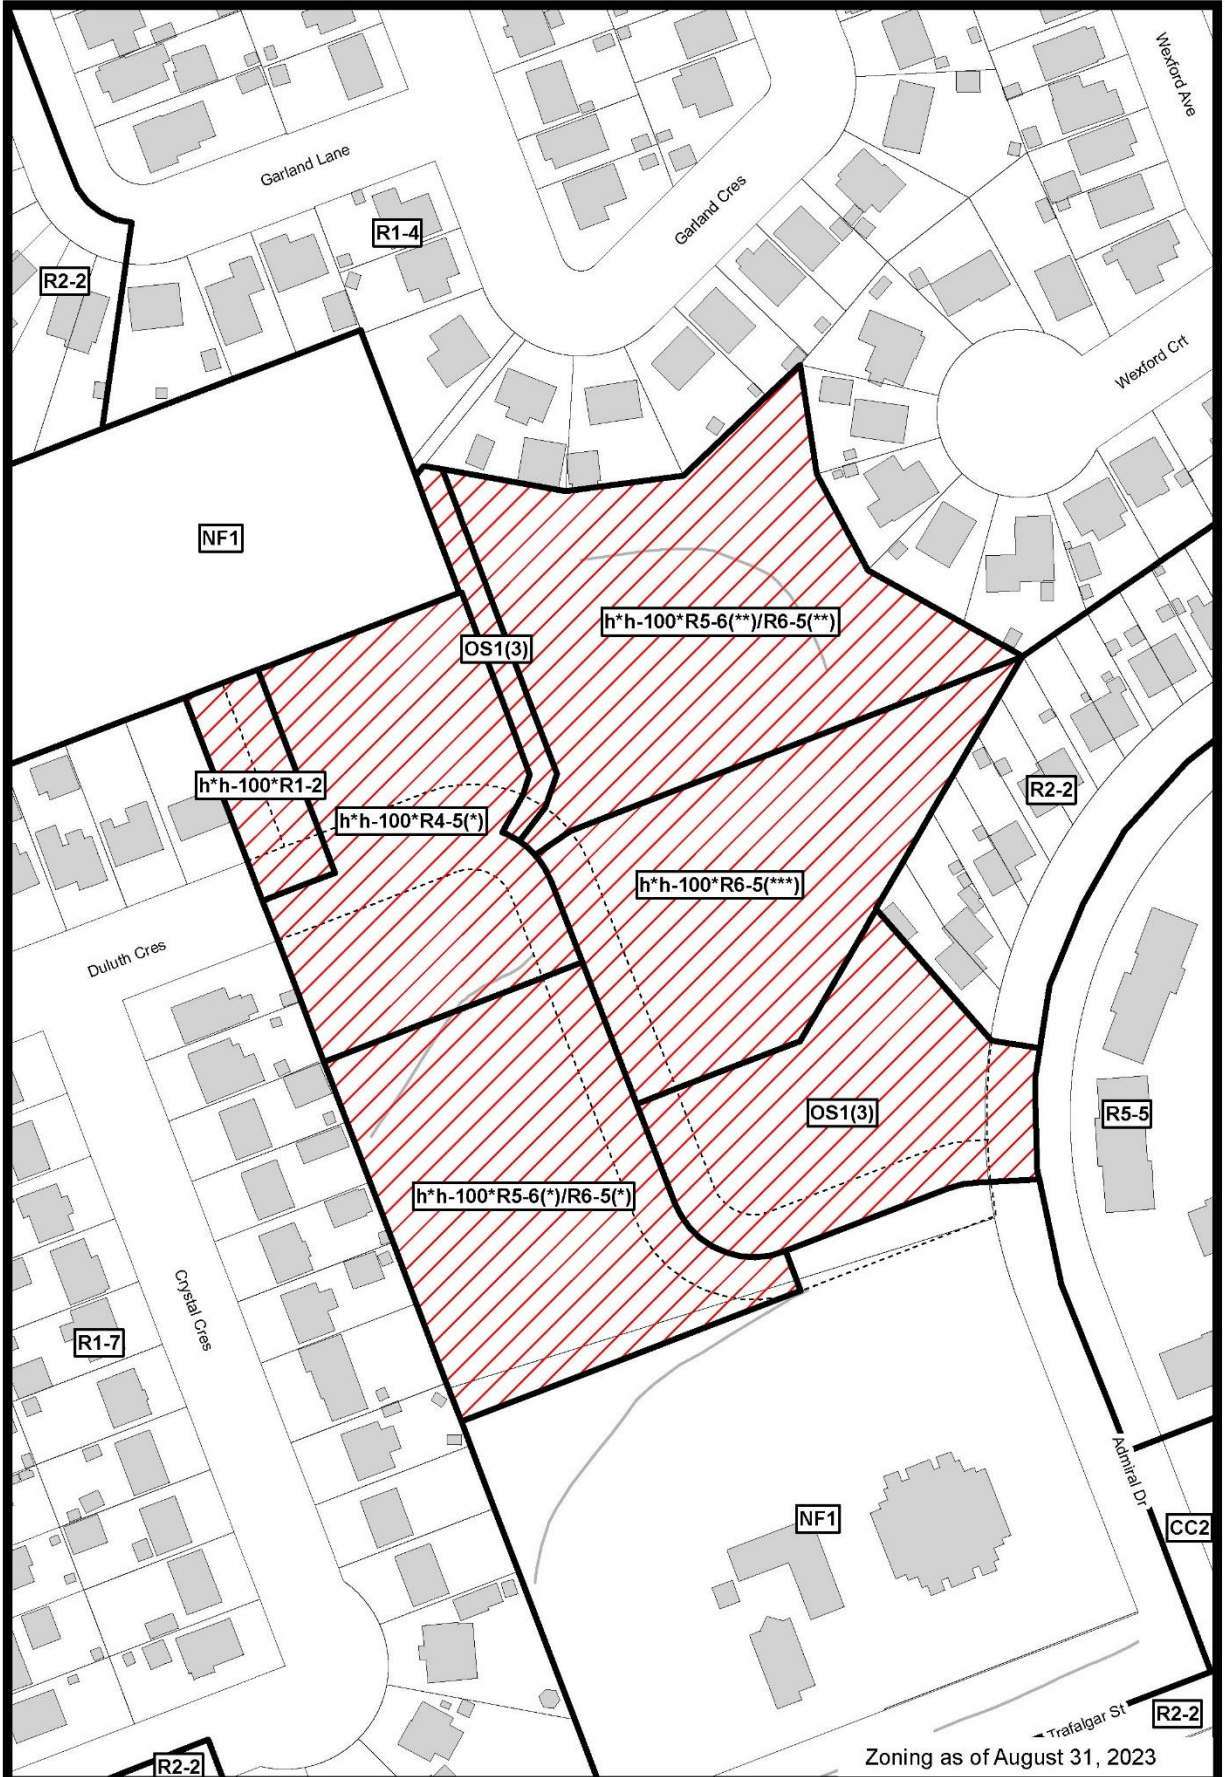 Wexford Ave
Garland Lane
Garland Cres
R1-4
R2-2
Wexford Crt
NF1
h*h-100*R5-6(**)/R6-5(**)
OS1(3)
h*h-100*R1-2
R2-2
h*h-100*R4-5(*)
h*h-100*R6-5(***)
Duluth Cres
OS1(3)
R5-5
h*h-100*R5-6(*)/R6-5(*)
Crystal Cres
R1-7
Admiral Dr
NF1
CC2
R2-2
Trafalgar St
Zoning as of August 31, 2023
R2-2